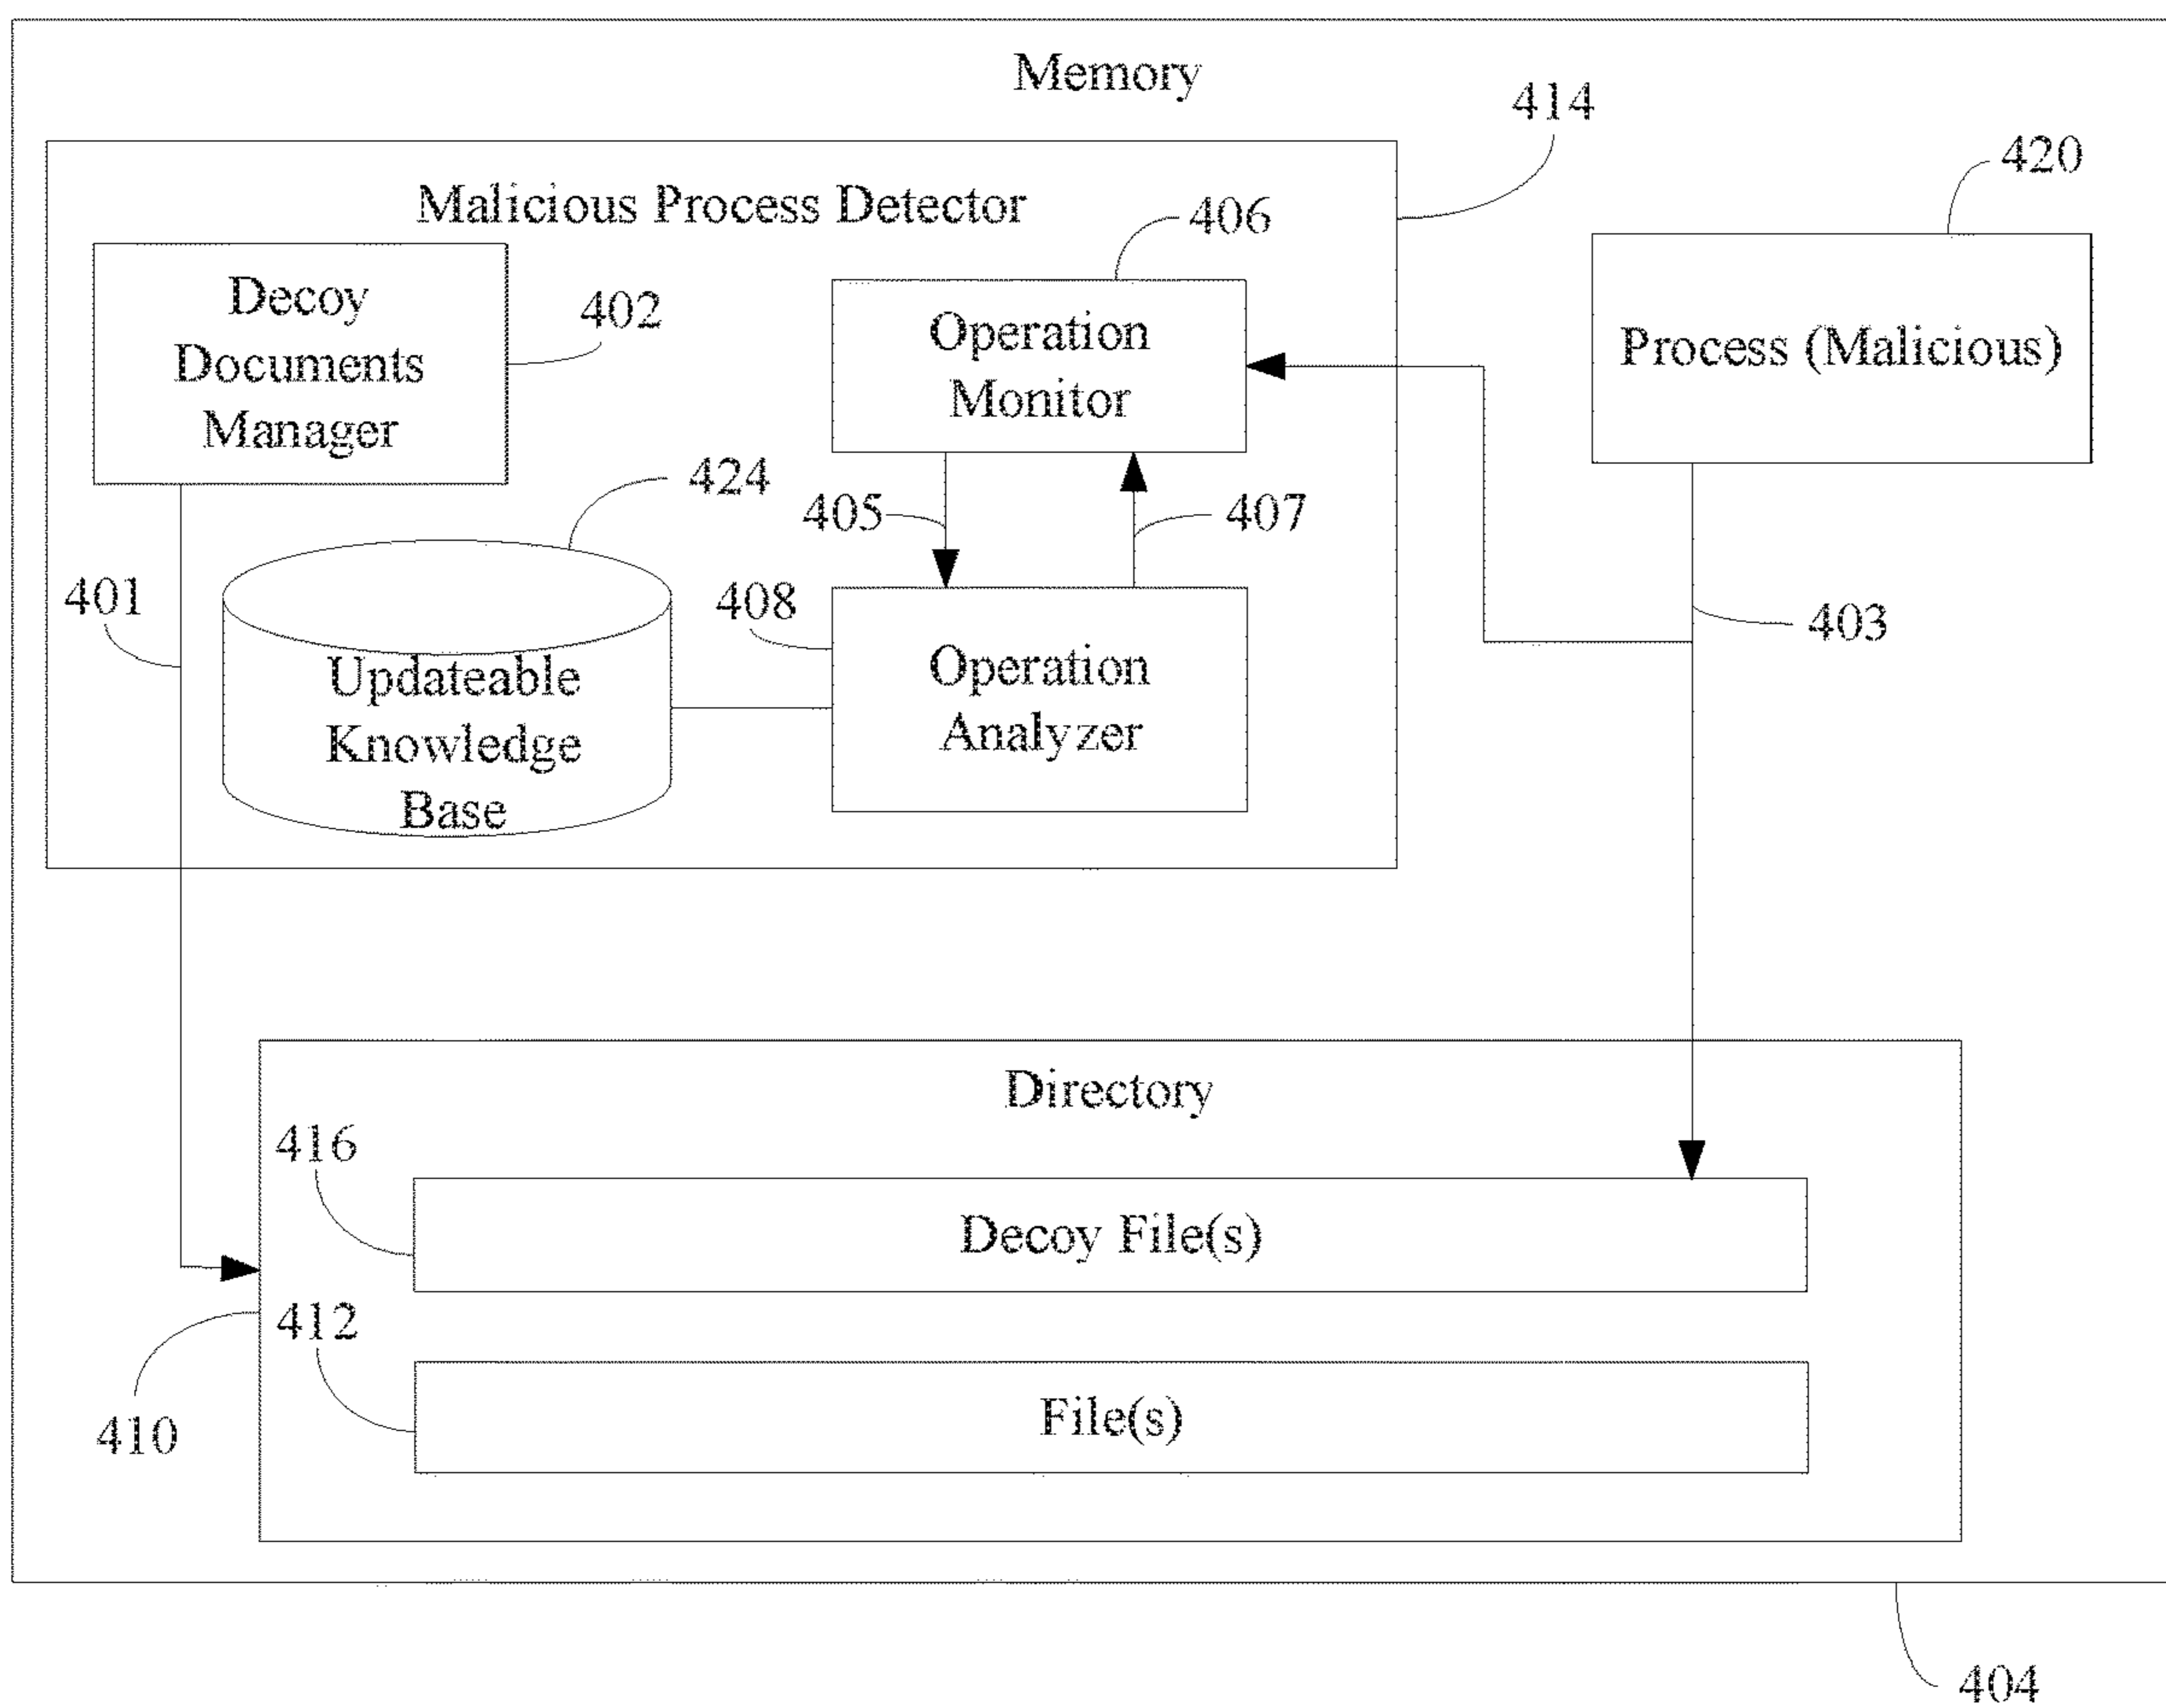 Memory
414
420
Malicious Process Detector
406
Decoy
Documents
Manager
402
Operation
Monitor
Process (Malicious)
424
405
407
401
408
403
Updateable
Knowledge
Base
Operation
Analyzer
Directory
416
Decoy File(s)
412
File(s)
410
404